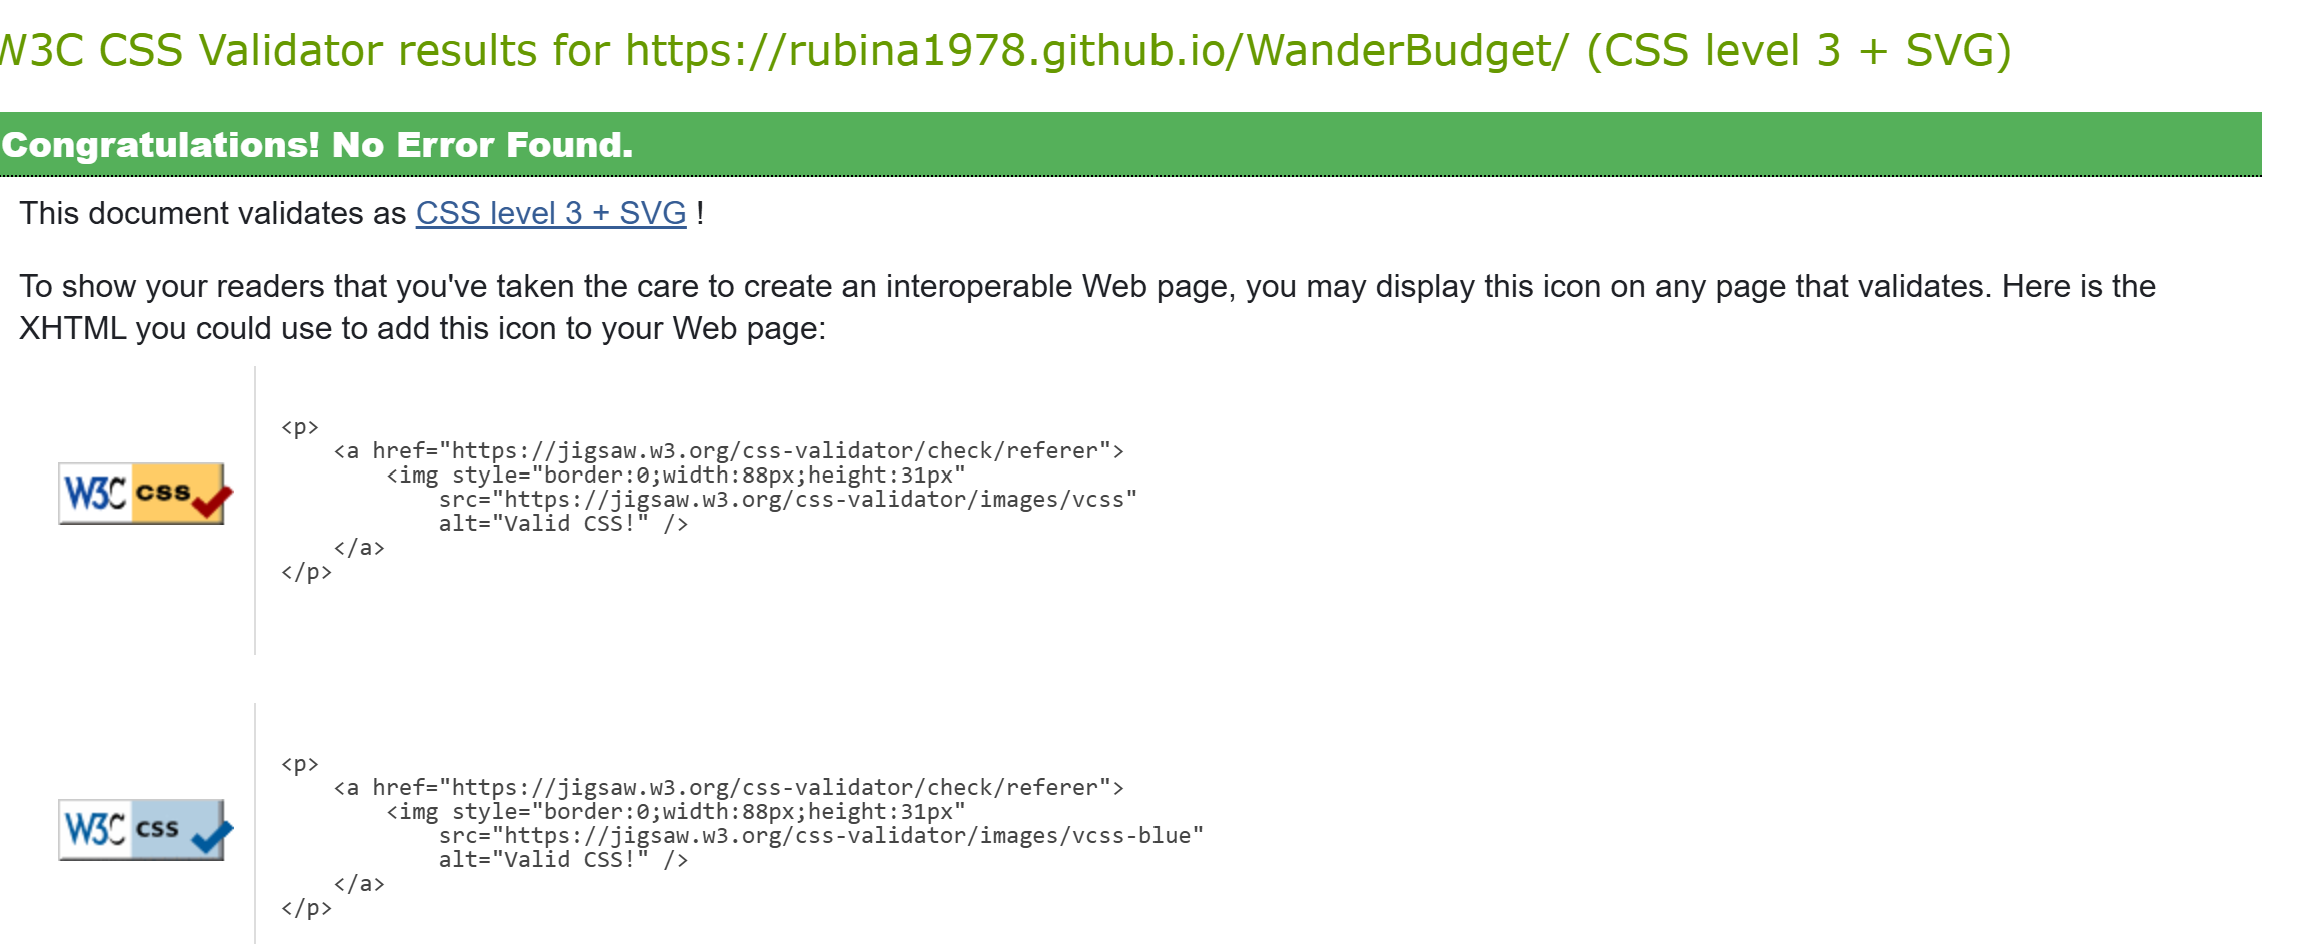 W3C CSS Validator results for https://rubina1978.github.io/WanderBudget/ (CSS level 3 + SVG)
Congratulations! No Error Found.
This document validates as CSS level 3 + SVG !
To show your readers that you've taken the care to create an interoperable Web page, you may display this icon on any page that validates. Here is the
XHTML you could use to add this icon to your Web page:
W3C css
<p>
    <a href="https://jigsaw.w3.org/css-validator/check/referer">
        <img style="border:0;width:88px;height:31px"
            src="https://jigsaw.w3.org/css-validator/images/vcss"
            alt="Valid CSS!" />
    </a>
</p>
W3C css
<p>
    <a href="https://jigsaw.w3.org/css-validator/check/referer">
        <img style="border:0;width:88px;height:31px"
            src="https://jigsaw.w3.org/css-validator/images/vcss-blue"
            alt="Valid CSS!" />
    </a>
</p>